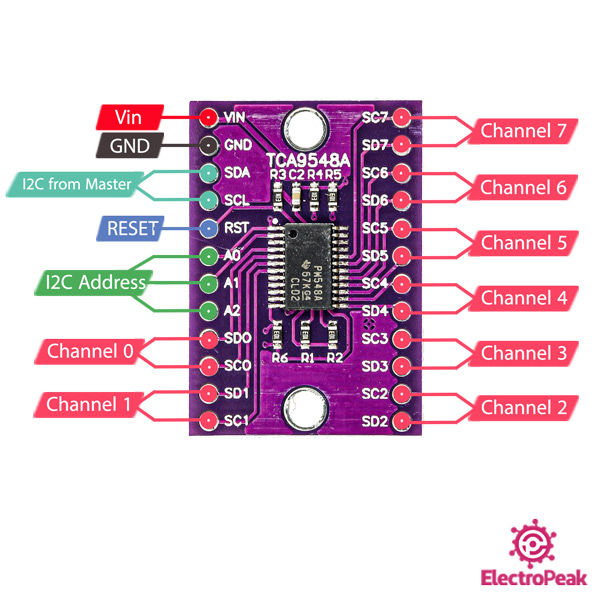 Vin
GND
I2C from Master
RESET
I2C Address
Channel 0
Channel 1
VIN
GND
SDA
SCL
RST
A0
A1
A2
SD0
SC0
SD1
SC1
TCA9548A
R3 C2 R4 R5
103
103
PW548A
67KG4
CLD2
R6 R1 R2
SC7
SD7
SC6
SD6
SC5
SD5
SC4
SD4
SC3
SD3
SC2
SD2
Channel 7
Channel 6
Channel 5
Channel 4
Channel 3
Channel 2
ElectroPeak